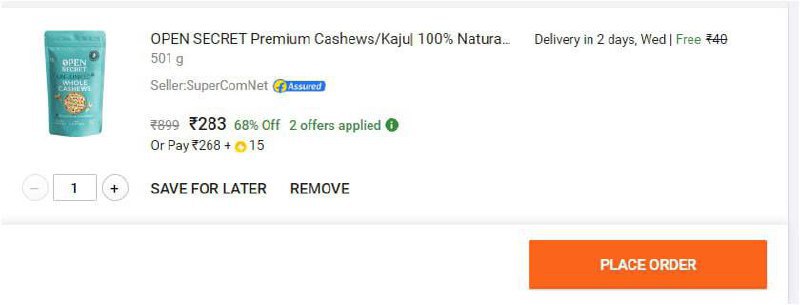 OPEN SECRET Premium Cashews/Kaju| 100% Natura...
501 g
Seller:SuperComNet Assured
₹899 ₹283 68% Off 2 offers applied
Or Pay ₹268 + 15
Delivery in 2 days, Wed | Free ₹40
OPEN
SECRET
UN-JUNKED
WHOLE
CASHEWS
− 1 + SAVE FOR LATER REMOVE
PLACE ORDER